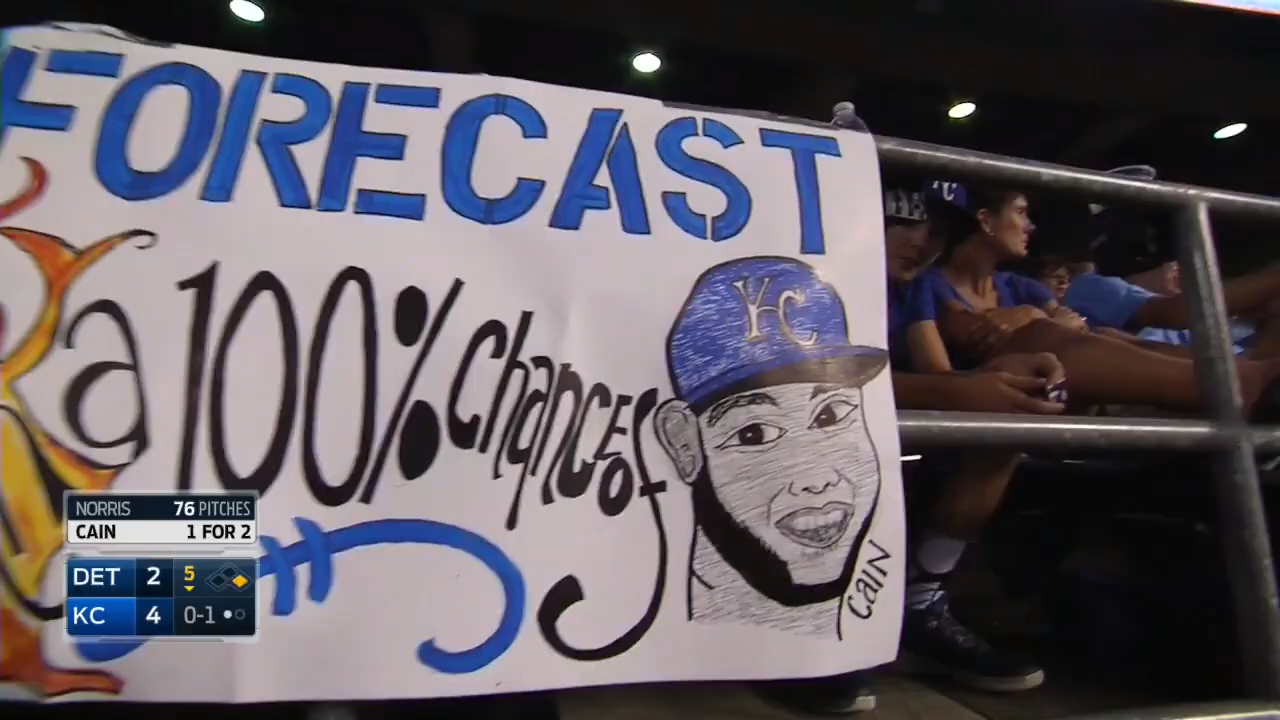 FORECAST
a 100% chance of
KC
CAIN
NORRIS 76 PITCHES
CAIN 1 FOR 2
DET 2 5
KC 4 0-1
KC